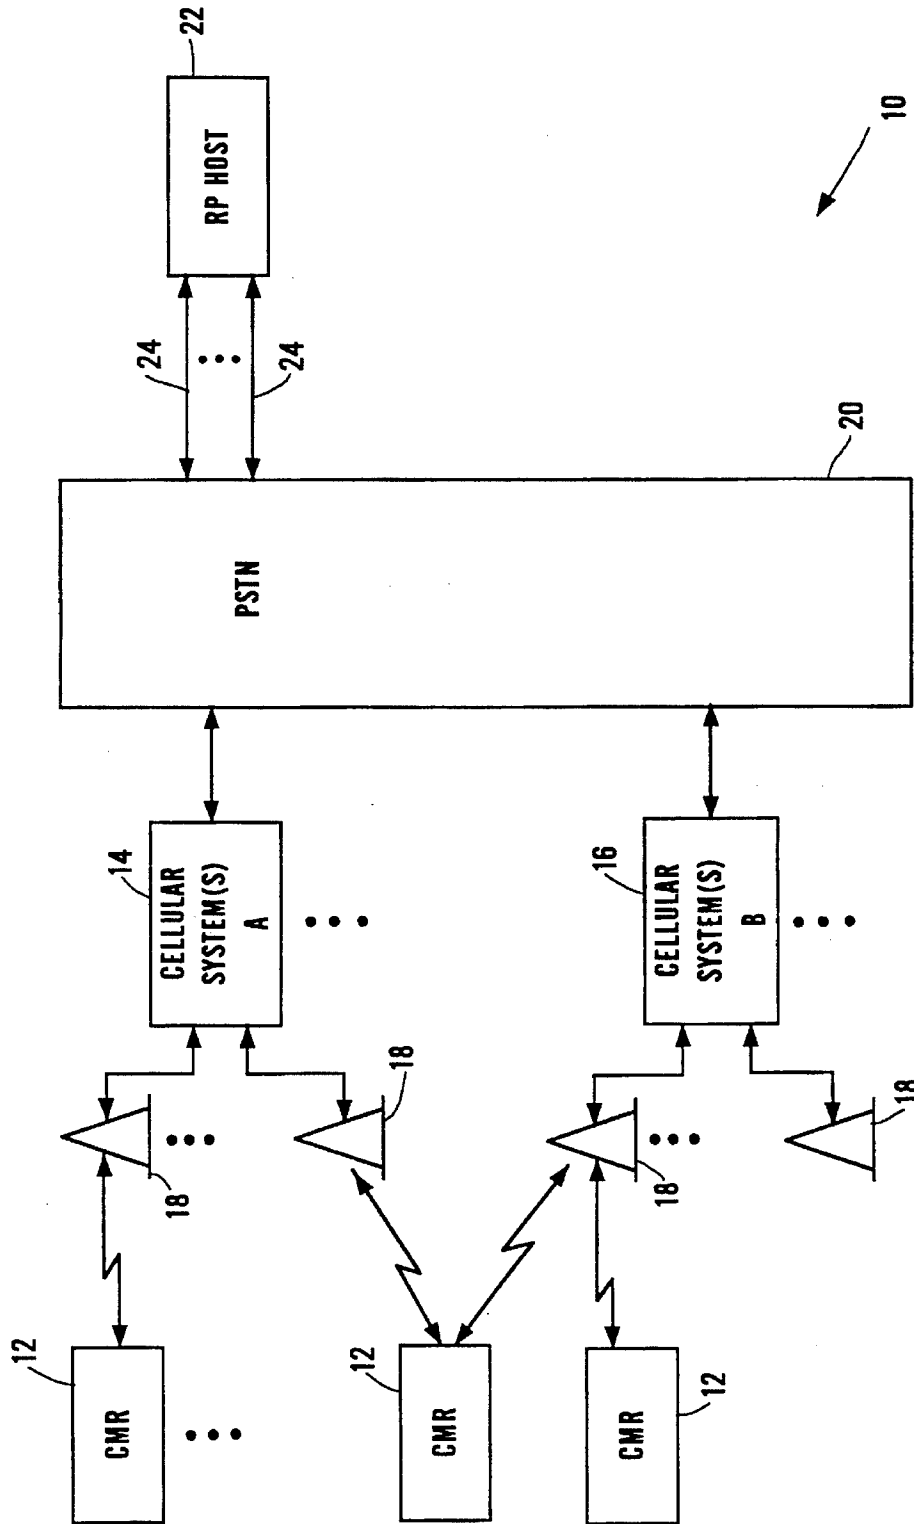 CMR
12
CMR
12
CMR
12
18
18
18
18
CELLULAR
SYSTEM(S)
A
14
CELLULAR
SYSTEM(S)
B
16
PSTN
20
24
24
RP HOST
22
10